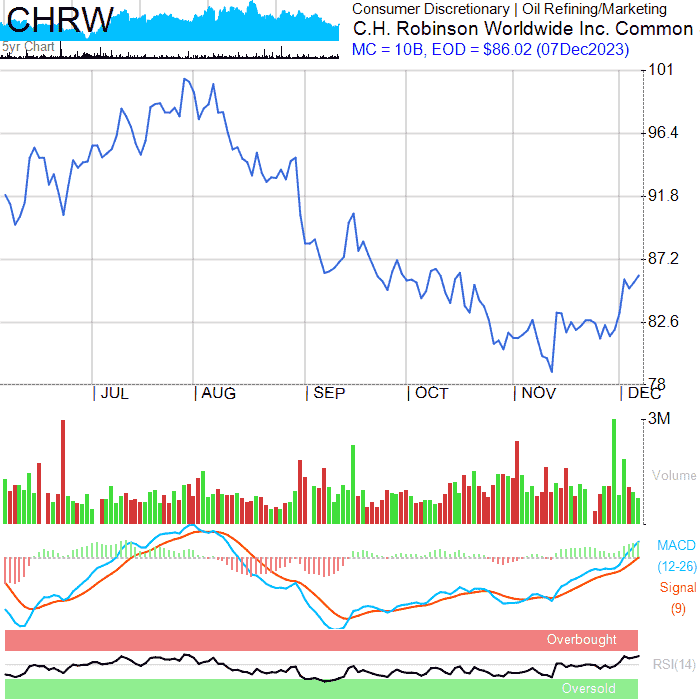 CHRW
Consumer Discretionary | Oil Refining/Marketing
C.H. Robinson Worldwide Inc. Common
MC = 10B, EOD = $86.02 (07Dec2023)
5yr Chart
101
96.4
91.8
87.2
82.6
78
JUL AUG SEP OCT NOV DEC
3M
Volume
MACD
(12-26)
Signal
(9)
Overbought
RSI(14)
Oversold